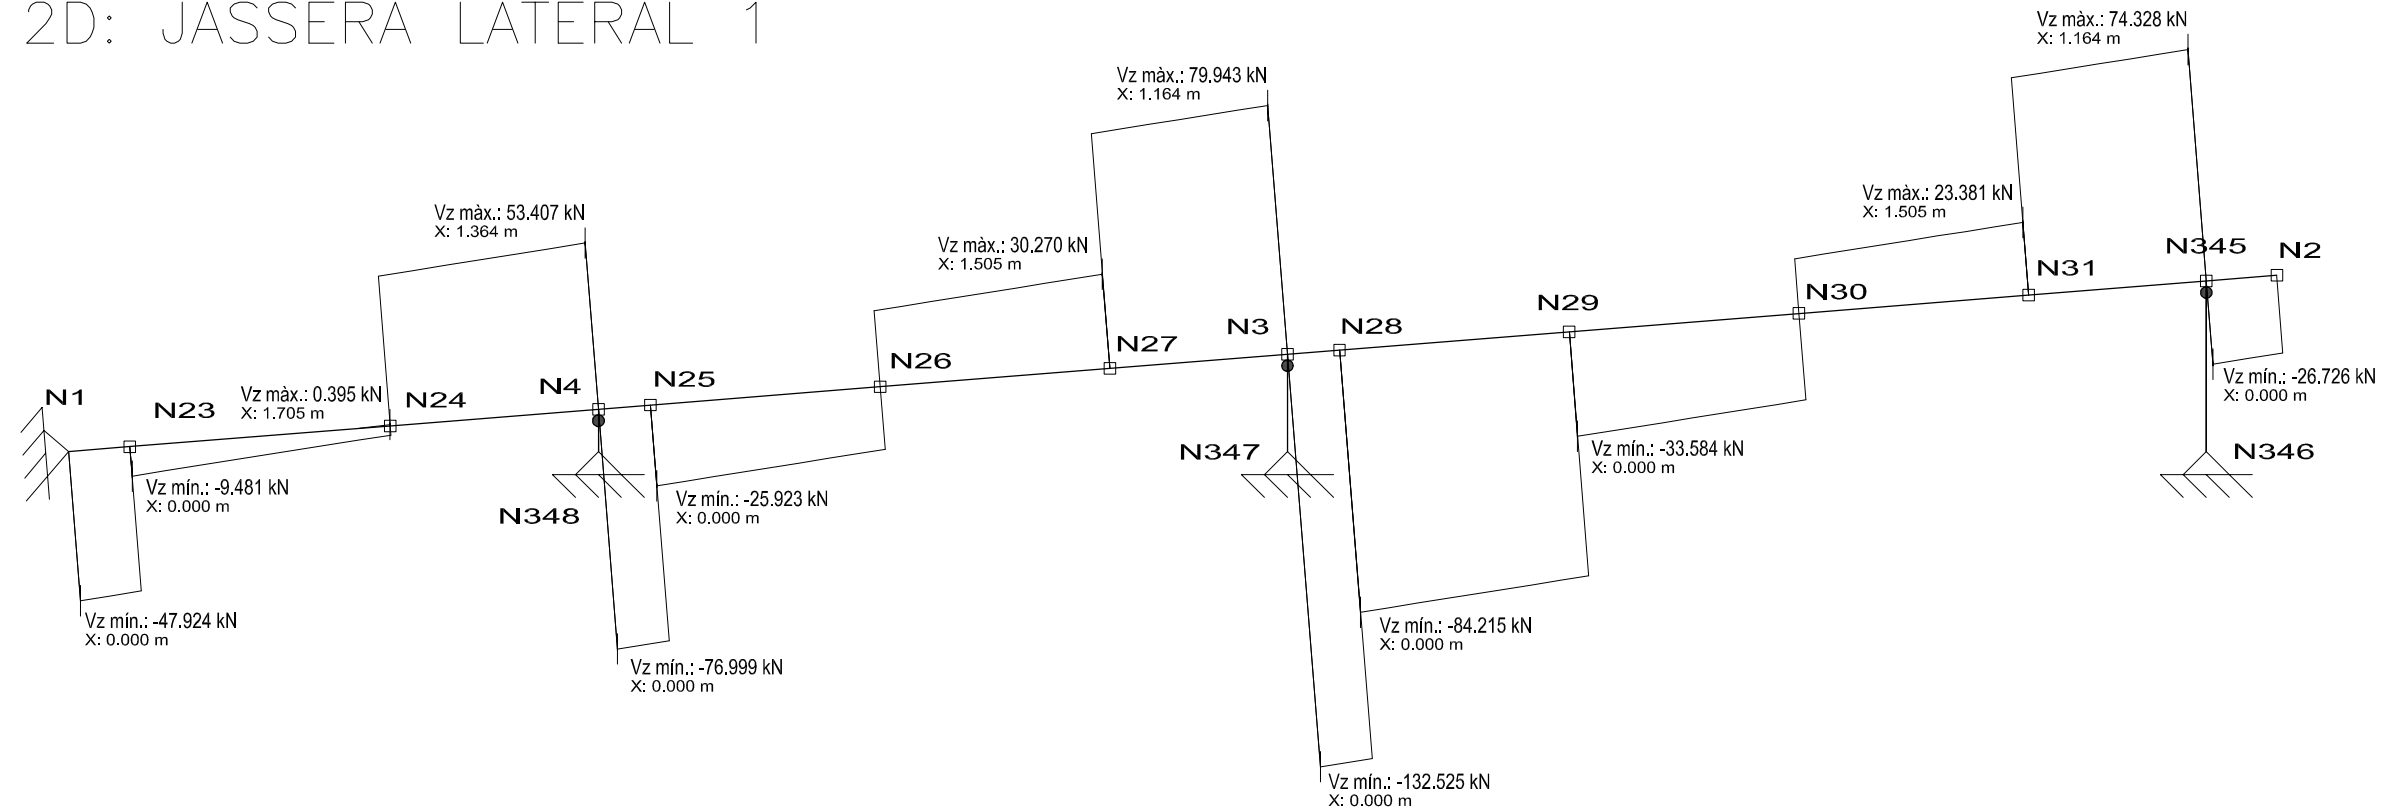 2D: JASSERA LATERAL 1
Vz màx.: 74.328 kN
X: 1.164 m
Vz màx.: 79.943 kN
X: 1.164 m
Vz màx.: 23.381 kN
X: 1.505 m
Vz màx.: 53.407 kN
X: 1.364 m
Vz màx.: 30.270 kN
X: 1.505 m
N345
N2
N31
N30
N29
N28
N3
N27
N26
N25
N4
N24
Vz màx.: 0.395 kN
X: 1.705 m
N23
N1
Vz mín.: -26.726 kN
X: 0.000 m
N346
N347
N348
Vz mín.: -33.584 kN
X: 0.000 m
Vz mín.: -9.481 kN
X: 0.000 m
Vz mín.: -25.923 kN
X: 0.000 m
Vz mín.: -47.924 kN
X: 0.000 m
Vz mín.: -84.215 kN
X: 0.000 m
Vz mín.: -76.999 kN
X: 0.000 m
Vz mín.: -132.525 kN
X: 0.000 m